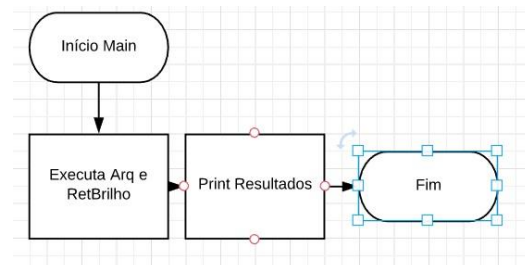 Início Main
Executa Arq e
RetBrilho
Print Resultados
Fim